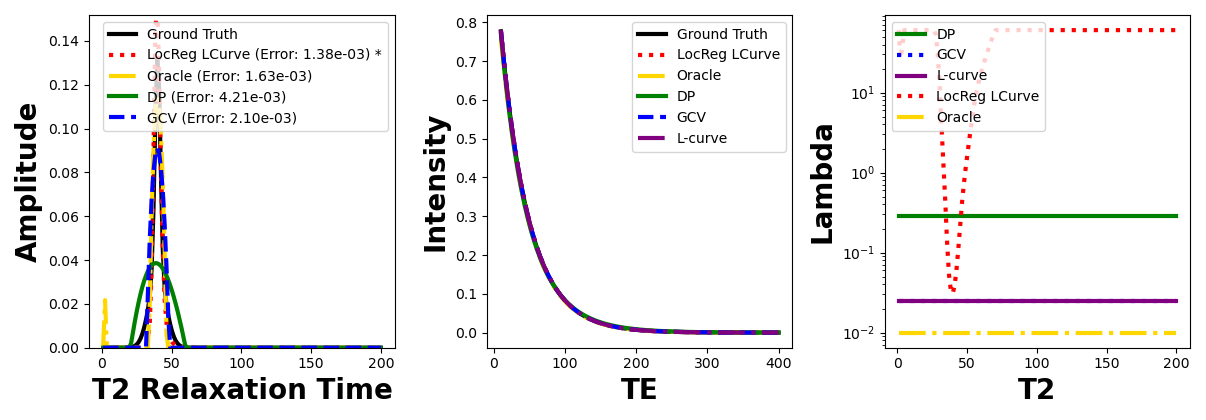 Amplitude
0.14
0.12
0.10
0.08
0.06
0.04
0.02
0.00
0
50
100
150
200
T2 Relaxation Time
Ground Truth
LocReg LCurve (Error: 1.38e-03) *
Oracle (Error: 1.63e-03)
DP (Error: 4.21e-03)
GCV (Error: 2.10e-03)
Intensity
0.8
0.7
0.6
0.5
0.4
0.3
0.2
0.1
0.0
0
100
200
300
400
TE
Ground Truth
LocReg LCurve
Oracle
DP
GCV
L-curve
Lambda
10¹
10⁰
10⁻¹
10⁻²
0
50
100
150
200
T2
DP
GCV
L-curve
LocReg LCurve
Oracle